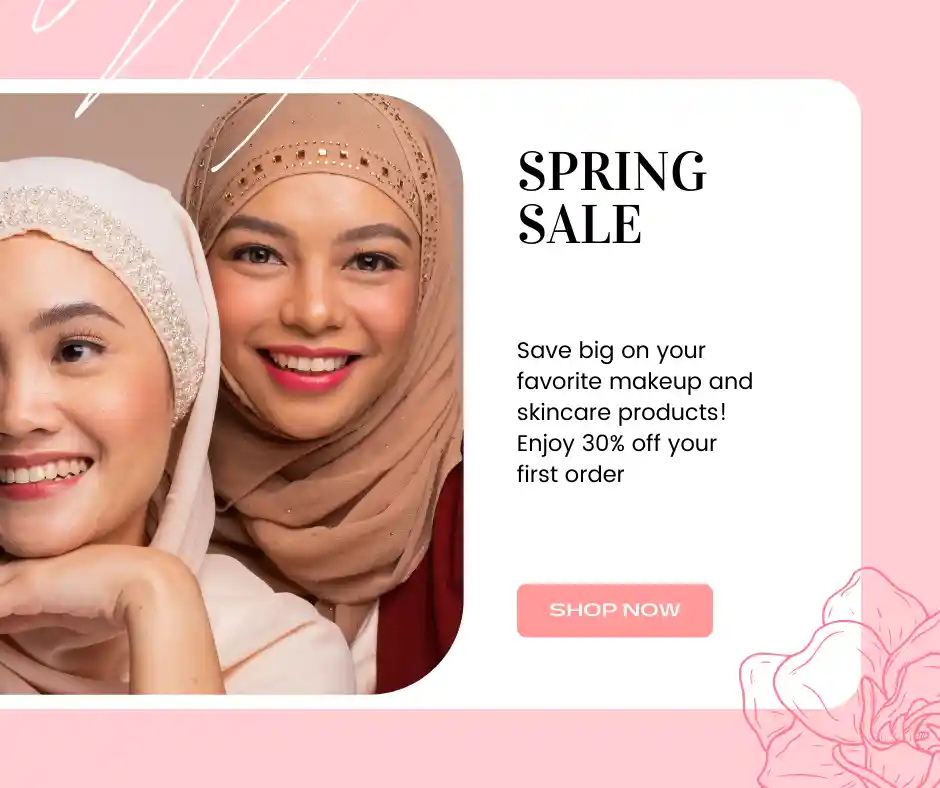 SPRING
SALE
Save big on your
favorite makeup and
skincare products!
Enjoy 30% off your
first order
SHOP NOW